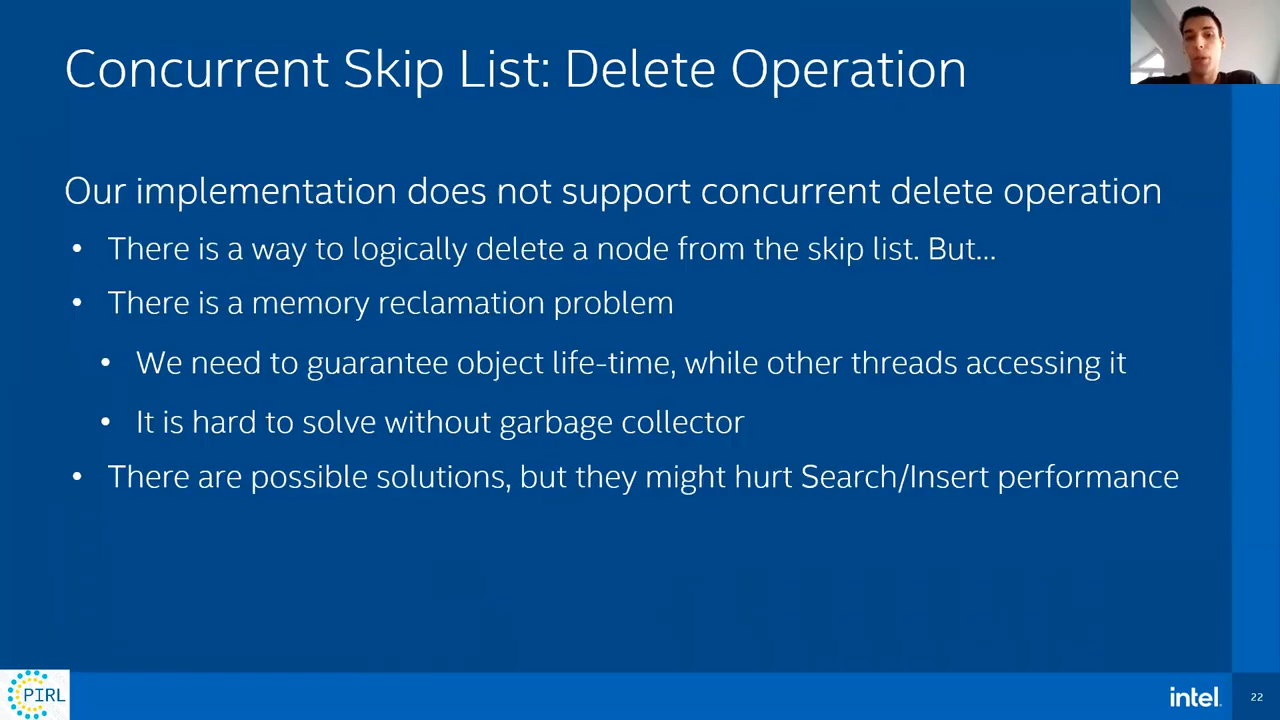 Concurrent Skip List: Delete Operation
Our implementation does not support concurrent delete operation
• There is a way to logically delete a node from the skip list. But...
• There is a memory reclamation problem
• We need to guarantee object life-time, while other threads accessing it
• It is hard to solve without garbage collector
• There are possible solutions, but they might hurt Search/Insert performance
PIRL
intel.
22